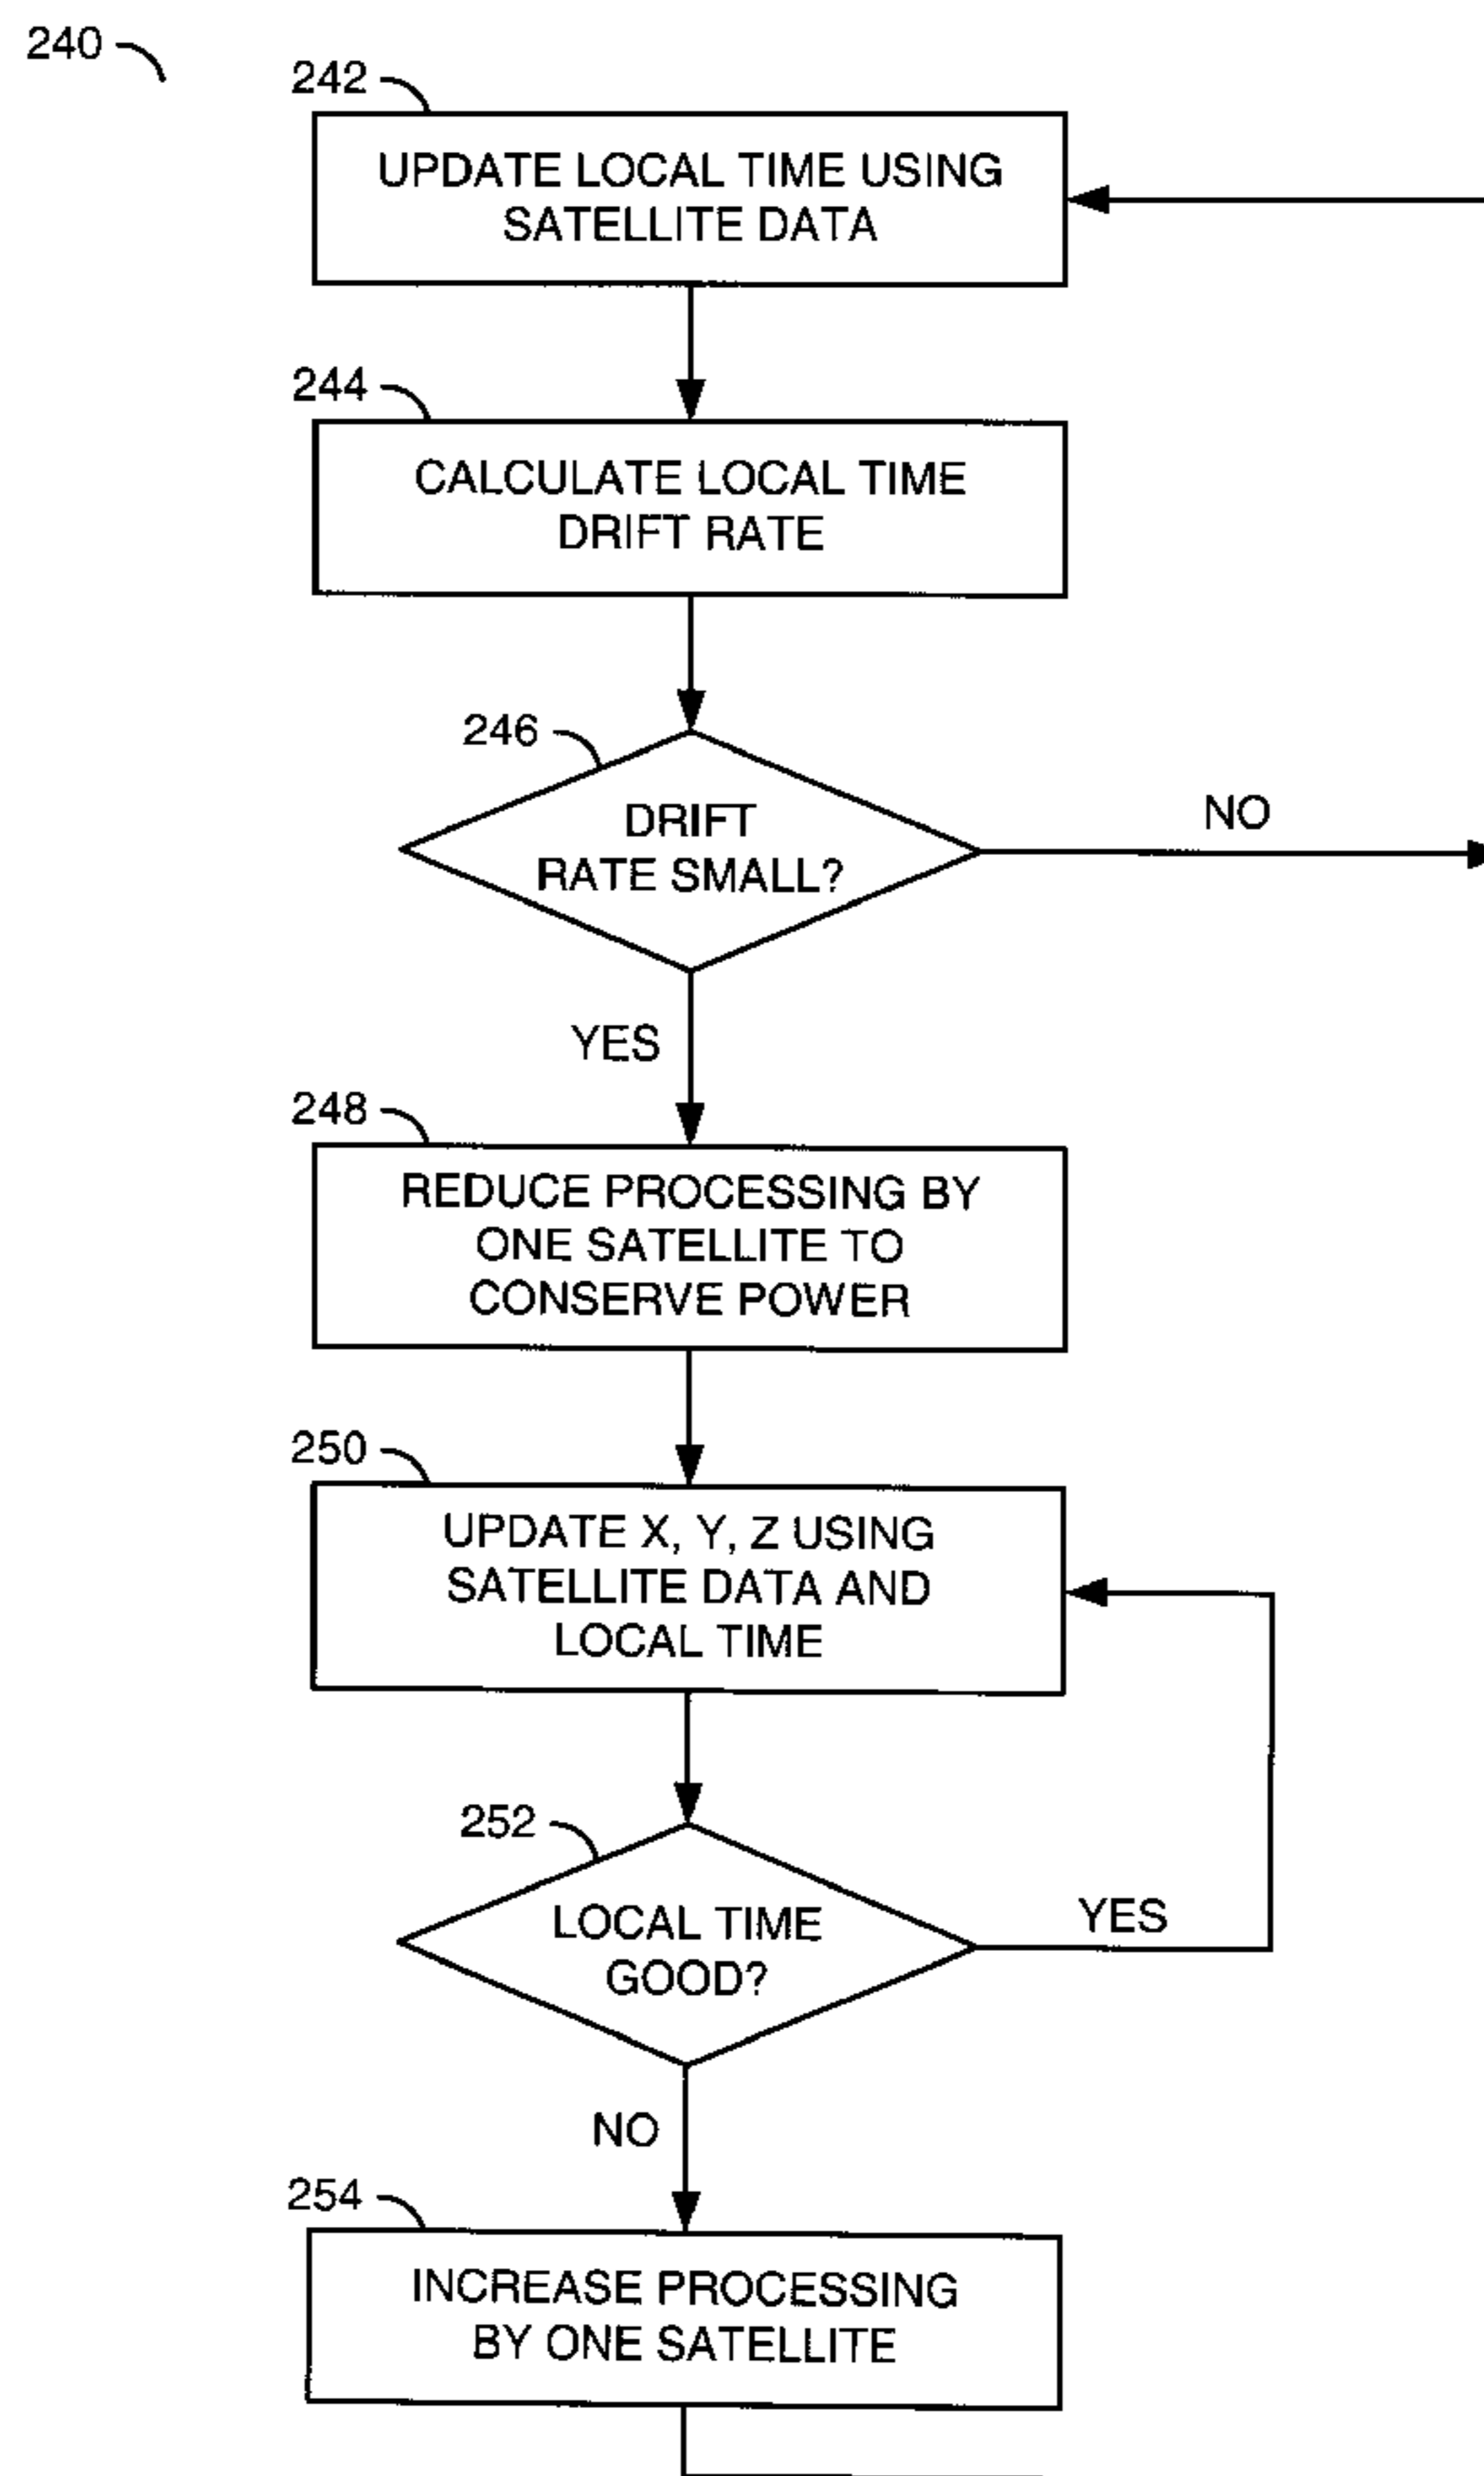 240
242
UPDATE LOCAL TIME USING
SATELLITE DATA
244
CALCULATE LOCAL TIME
DRIFT RATE
246
DRIFT
RATE SMALL?
NO
YES
248
REDUCE PROCESSING BY
ONE SATELLITE TO
CONSERVE POWER
250
UPDATE X, Y, Z USING
SATELLITE DATA AND
LOCAL TIME
252
LOCAL TIME
GOOD?
YES
NO
254
INCREASE PROCESSING
BY ONE SATELLITE